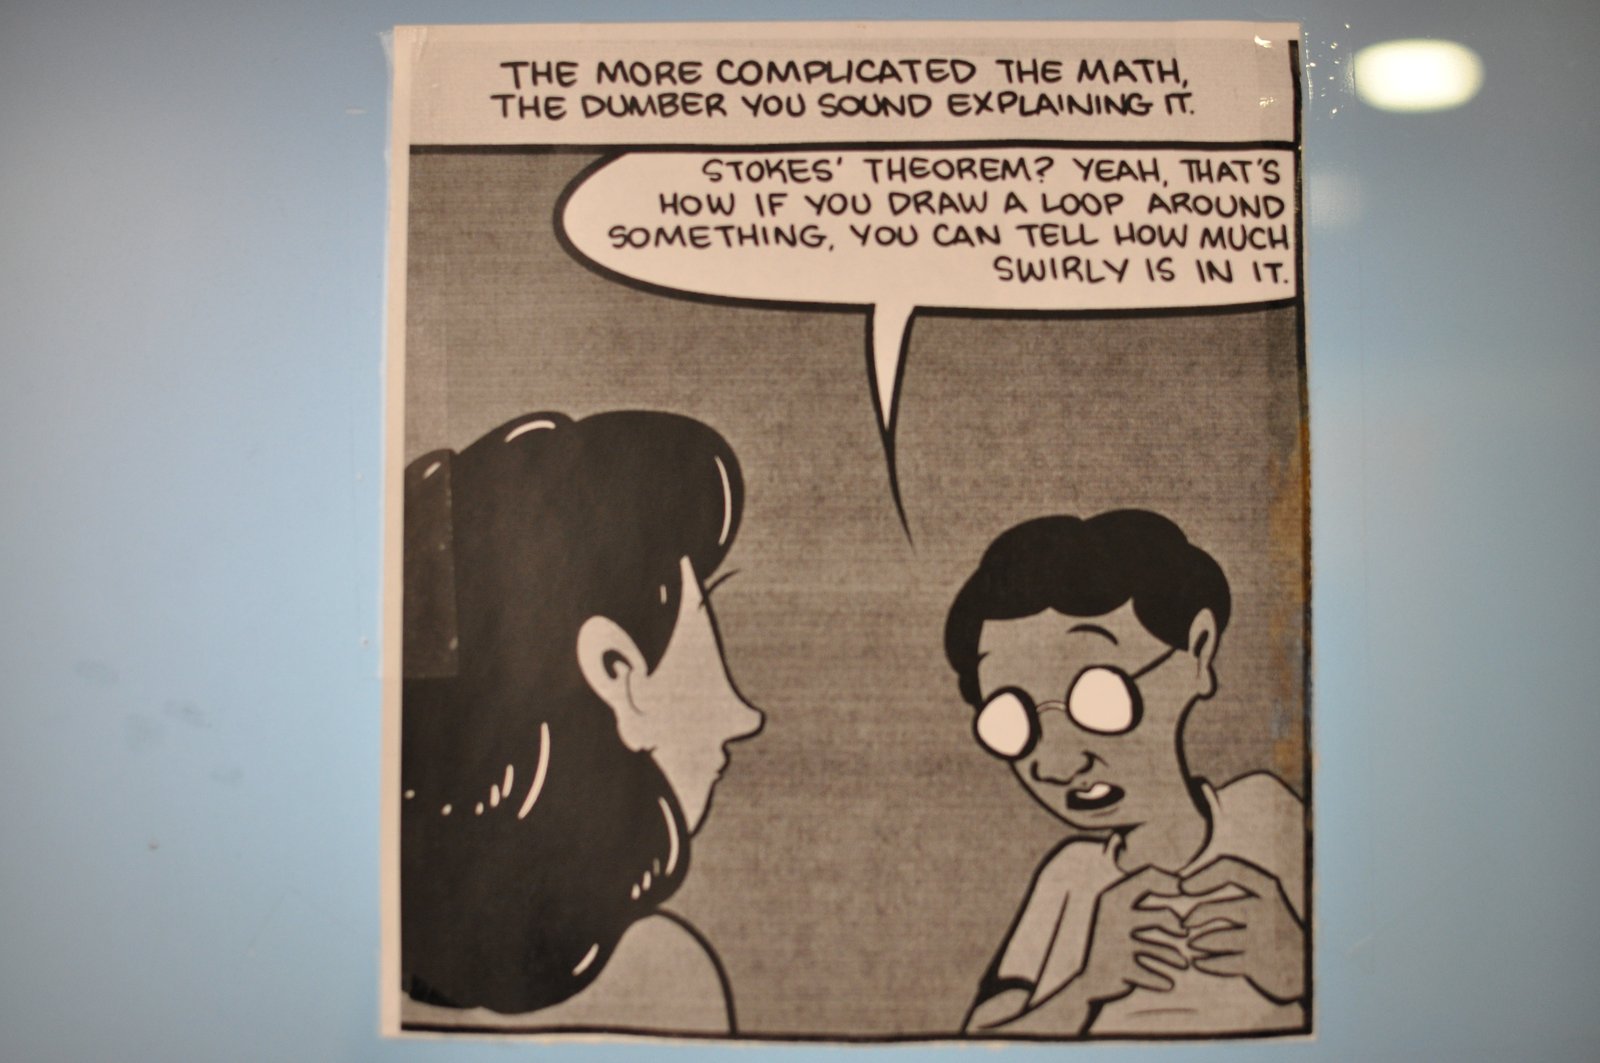 THE MORE COMPLICATED THE MATH,
THE DUMBER YOU SOUND EXPLAINING IT.
STOKES' THEOREM? YEAH, THAT'S
HOW IF YOU DRAW A LOOP AROUND
SOMETHING, YOU CAN TELL HOW MUCH
SWIRLY IS IN IT.